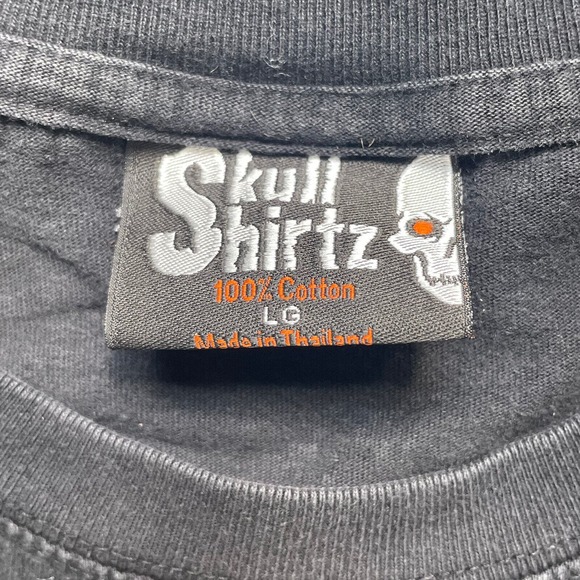 Skull
Shirtz
100% Cotton
LG
Made in Thailand